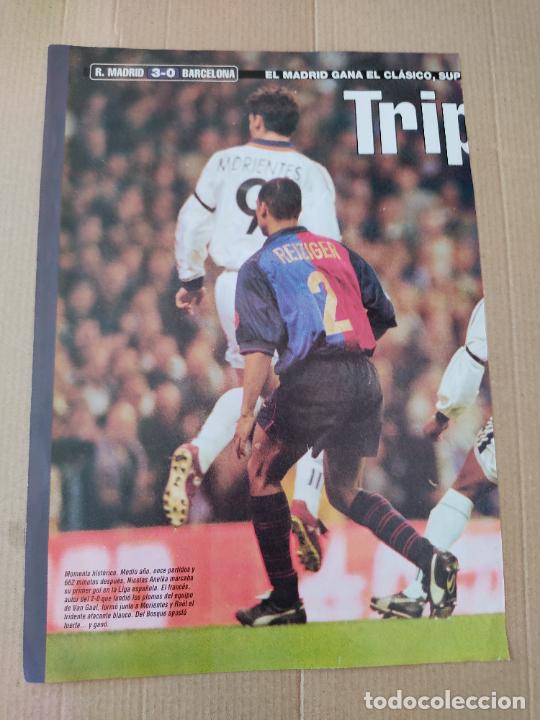 R. MADRID 3-0 BARCELONA
EL MADRID GANA EL CLÁSICO, SUP
Trip
MORIENTES
9
REIZIGER
2
11
Momento histórico. Medio año, once partidos y
662 minutos después, Nicolas Anelka marcaba
su primer gol en la Liga española. El francés,
autor del 2-0 que fundió los plomos del equipo
de Van Gaal, formó junto a Morientes y Raúl el
tridente atacante blanco. Del Bosque apostó
fuerte... y ganó.
todocoleccion